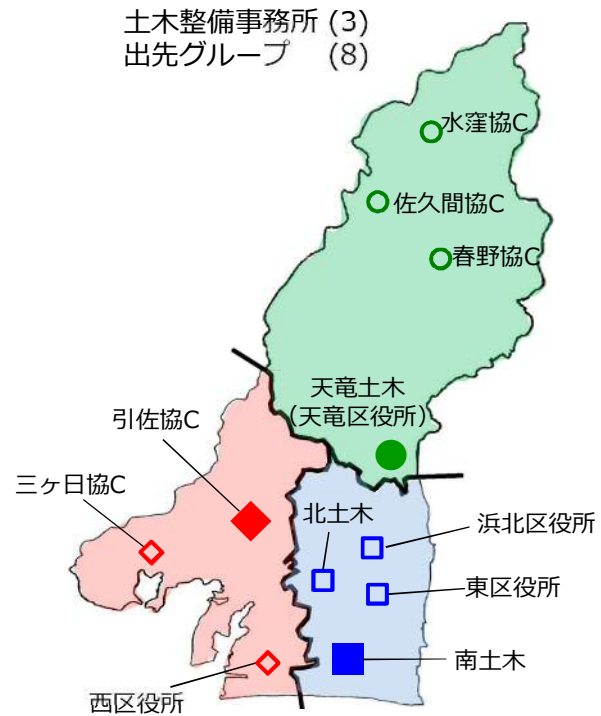 土木整備事務所 (3)
出先グループ (8)
水窪協C
佐久間協C
春野協C
天竜土木
(天竜区役所)
引佐協C
三ヶ日協C
北土木
浜北区役所
東区役所
南土木
西区役所